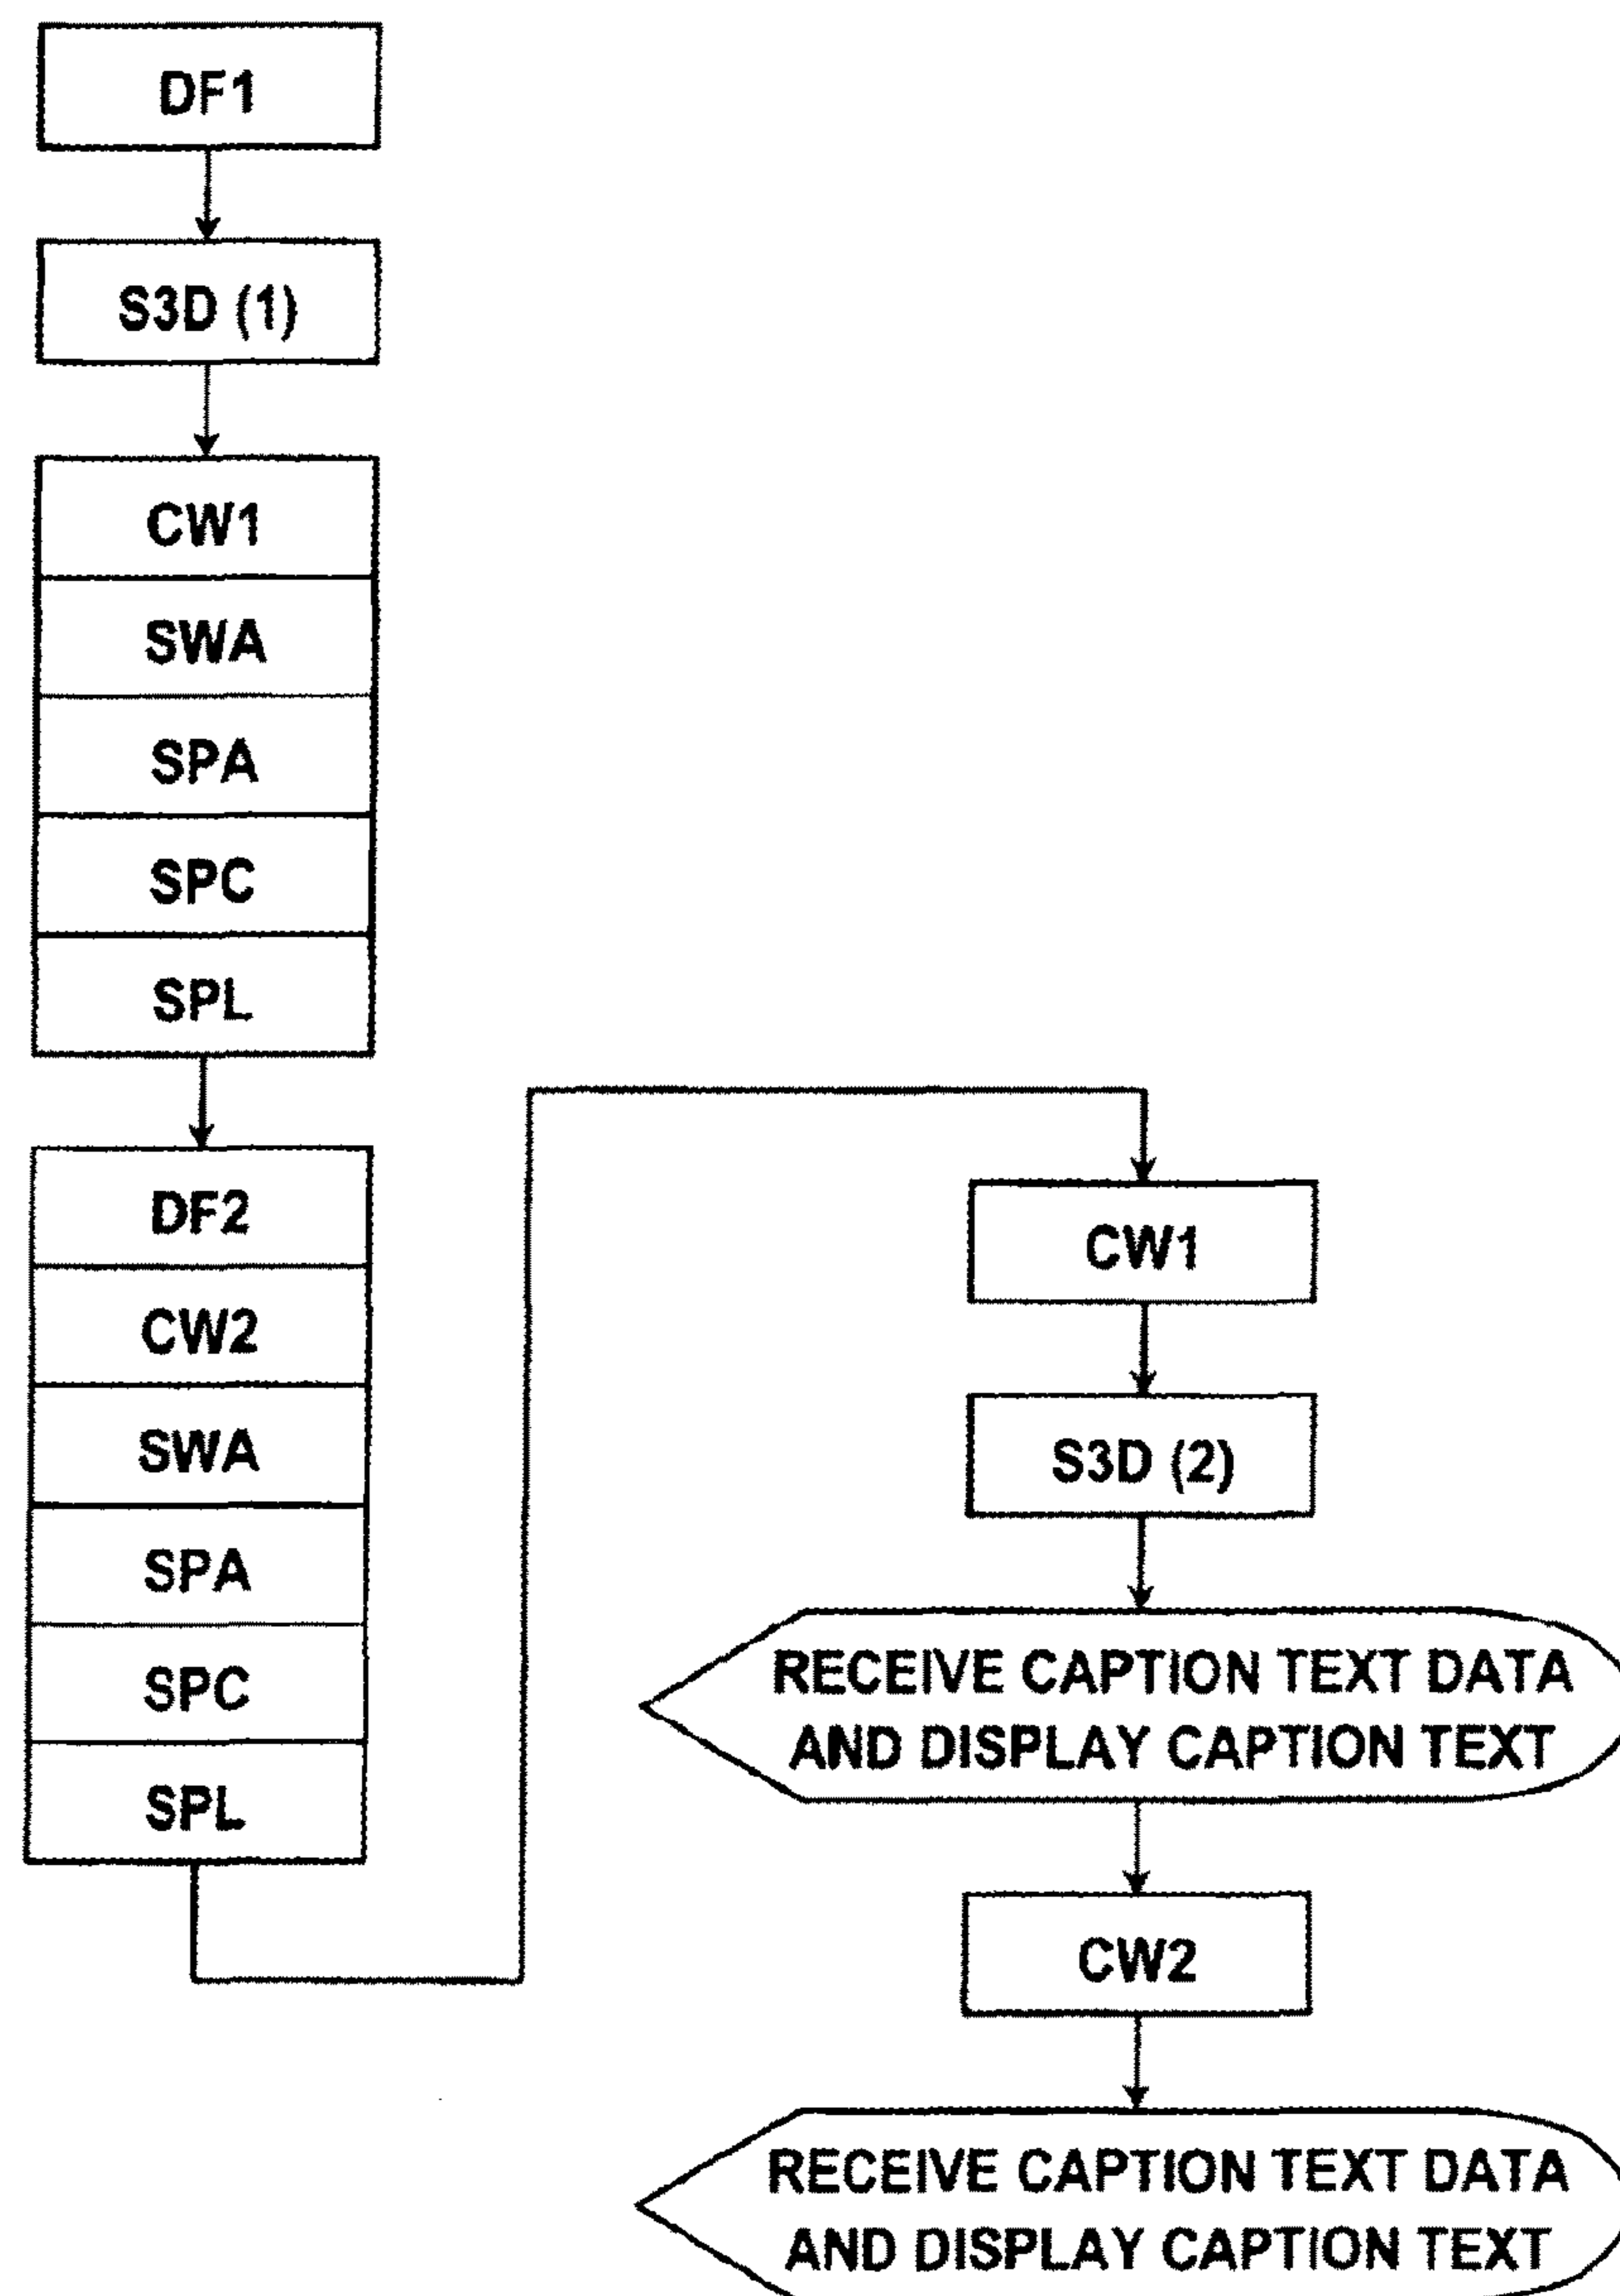 DF1
S3D (1)
CW1
SWA
SPA
SPC
SPL
DF2
CW2
SWA
SPA
SPC
SPL
CW1
S3D (2)
RECEIVE CAPTION TEXT DATA
AND DISPLAY CAPTION TEXT
CW2
RECEIVE CAPTION TEXT DATA
AND DISPLAY CAPTION TEXT